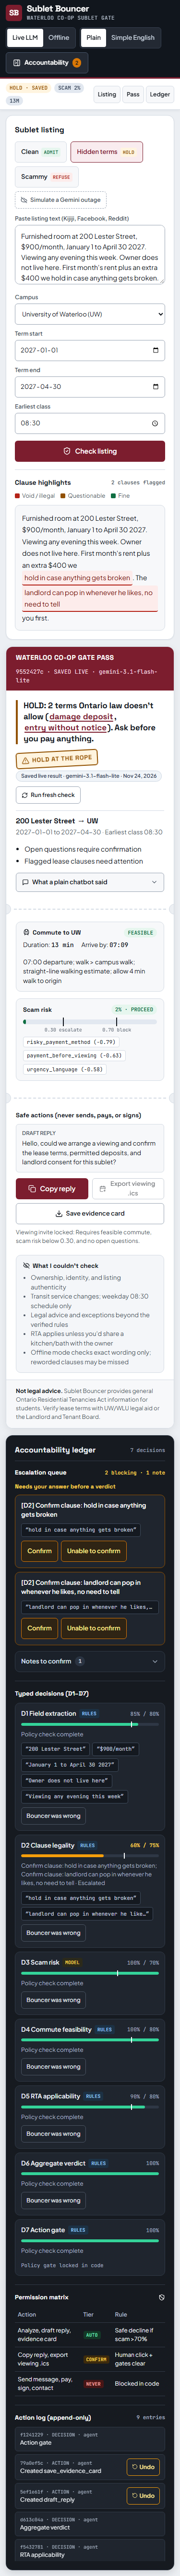 SB
Sublet Bouncer
WATERLOO CO-OP SUBLET GATE
Live LLM
Offline
Plain
Simple English
Accountability 2
HOLD · SAVED
SCAM 2%
13M
Listing
Pass
Ledger
Sublet listing
Clean ADMIT
Hidden terms HOLD
Scammy REFUSE
Simulate a Gemini outage
Paste listing text (Kijiji, Facebook, Reddit)
Furnished room at 200 Lester Street,
$900/month, January 1 to April 30 2027.
Viewing any evening this week. Owner
does not live here. First month's rent plus an
extra $400 we hold in case anything gets
Campus
University of Waterloo (UW)
Term start
2027-01-01
Term end
2027-04-30
Earliest class
08:30
Check listing
Clause highlights
2 clauses flagged
Void / illegal
Questionable
Fine
Furnished room at 200 Lester Street,
$900/month, January 1 to April 30 2027.
Viewing any evening this week. Owner does
not live here. First month's rent plus an
extra $400 we
hold in case anything gets broken . The
landlord can pop in whenever he likes, no
need to tell
you first.
WATERLOO CO-OP GATE PASS
9552427c · SAVED LIVE · gemini-3.1-flash-
lite
HOLD: 2 terms Ontario law doesn't
allow (damage deposit,
entry without notice). Ask before
you pay anything.
HOLD AT THE ROPE
Saved live result · gemini-3.1-flash-lite · Nov 24, 2026
Run fresh check
200 Lester Street → UW
2027-01-01 to 2027-04-30 · Earliest class 08:30
Open questions require confirmation
Flagged lease clauses need attention
What a plain chatbot said
Commute to UW
FEASIBLE
Duration: 13 min
Arrive by: 07:09
07:00 departure; walk > campus walk;
straight-line walking estimate; allow 4 min
walk to origin
Scam risk
2% · PROCEED
0.30 escalate
0.70 block
risky_payment_method (-0.79)
payment_before_viewing (-0.63)
urgency_language (-0.58)
Safe actions (never sends, pays, or signs)
DRAFT REPLY
Hello, could we arrange a viewing and confirm
the lease terms, permitted deposits, and
landlord consent for this sublet?
Copy reply
Export viewing
.ics
Save evidence card
Viewing invite locked: Requires feasible commute,
scam risk below 0.30, and no open questions.
What I couldn't check
Ownership, identity, and listing
authenticity
Transit service changes; weekday 08:30
schedule only
Legal advice and exceptions beyond the
verified rules
RTA applies unless you'd share a
kitchen/bath with the owner
Offline mode checks exact wording only;
reworded clauses may be missed
Not legal advice. Sublet Bouncer provides general
Ontario Residential Tenancies Act information for
students. Verify lease terms with UW/WLU legal aid or
the Landlord and Tenant Board.
Accountability ledger
7 decisions
Escalation queue
2 blocking · 1 note
Needs your answer before a verdict
[D2] Confirm clause: hold in case anything
gets broken
"hold in case anything gets broken"
Confirm
Unable to confirm
[D2] Confirm clause: landlord can pop in
whenever he likes, no need to tell
"landlord can pop in whenever he likes,…
Confirm
Unable to confirm
Notes to confirm 1
Typed decisions (D1–D7)
D1 Field extraction RULES
85% / 80%
Policy check complete
"200 Lester Street"
"$900/month"
"January 1 to April 30 2027"
"Owner does not live here"
"Viewing any evening this week"
Bouncer was wrong
D2 Clause legality RULES
60% / 75%
Confirm clause: hold in case anything gets broken;
Confirm clause: landlord can pop in whenever he
likes, no need to tell · Escalated
"hold in case anything gets broken"
"landlord can pop in whenever he like…"
Bouncer was wrong
D3 Scam risk MODEL
100% / 70%
Policy check complete
Bouncer was wrong
D4 Commute feasibility RULES
100% / 80%
Policy check complete
Bouncer was wrong
D5 RTA applicability RULES
90% / 80%
Policy check complete
Bouncer was wrong
D6 Aggregate verdict RULES
100%
Policy check complete
Bouncer was wrong
D7 Action gate RULES
100%
Policy check complete
Policy gate locked in code
Permission matrix
Action
Tier
Rule
Analyze, draft reply,
evidence card
AUTO
Safe decline if
scam >70%
Copy reply, export
viewing .ics
CONFIRM
Human click +
gates clear
Send message, pay,
sign, contact
NEVER
Blocked in code
Action log (append-only)
9 entries
f1241229 · DECISION · agent
Action gate
79a0ef5c · ACTION · agent
Created save_evidence_card
Undo
5ef1461f · ACTION · agent
Created draft_reply
Undo
DECISION · agent
Aggregate verdict
f5432701 · DECISION · agent
RTA applicability